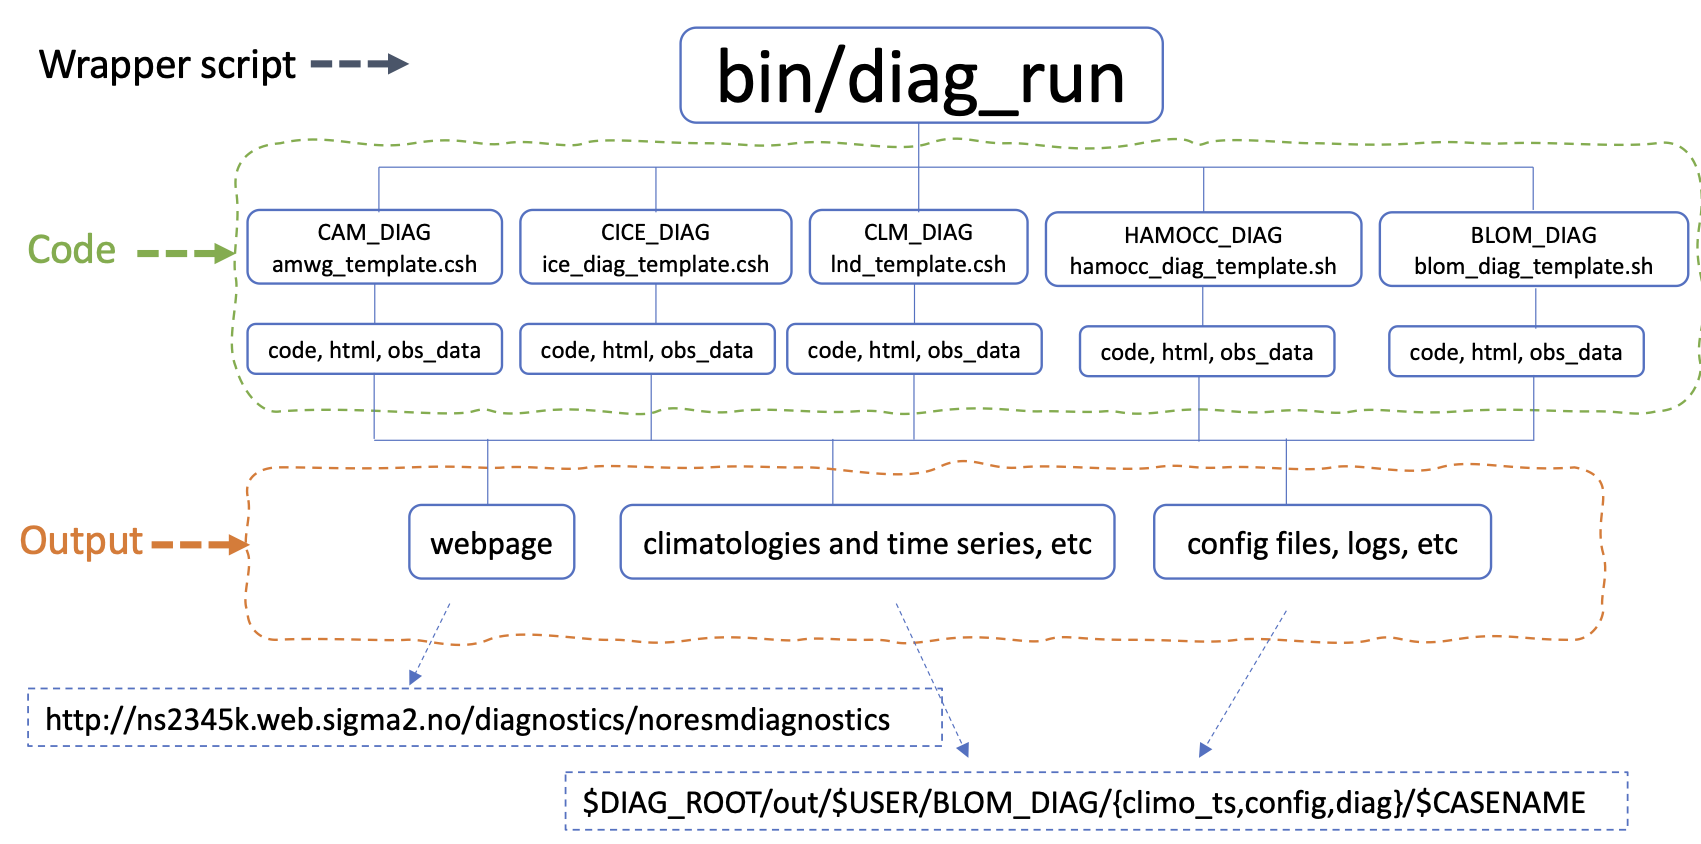 Wrapper script
bin/diag_run
Code
CAM_DIAG
amwg_template.csh
CICE_DIAG
ice_diag_template.csh
CLM_DIAG
lnd_template.csh
HAMOCC_DIAG
hamocc_diag_template.sh
BLOM_DIAG
blom_diag_template.sh
code, html, obs_data
code, html, obs_data
code, html, obs_data
code, html, obs_data
code, html, obs_data
Output
webpage
climatologies and time series, etc
config files, logs, etc
http://ns2345k.web.sigma2.no/diagnostics/noresmdiagnostics
$DIAG_ROOT/out/$USER/BLOM_DIAG/{climo_ts,config,diag}/$CASENAME